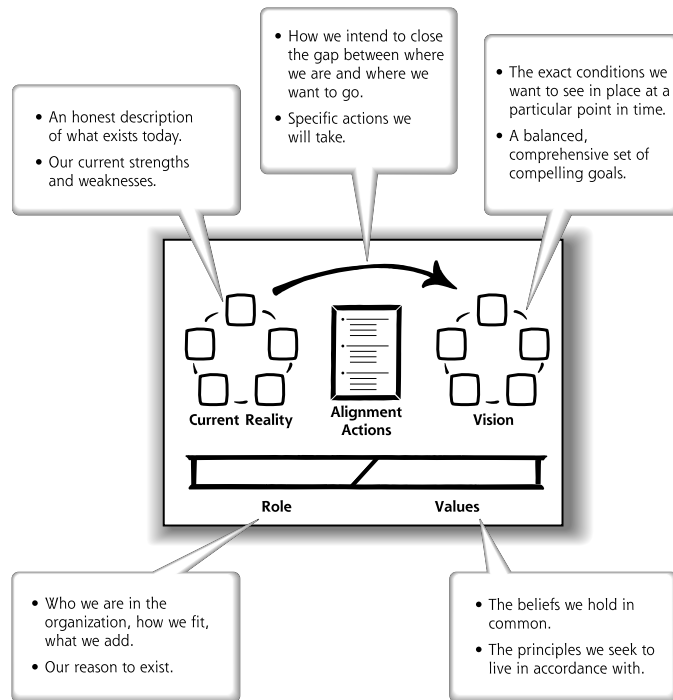 • How we intend to close
the gap between where
we are and where we
want to go.
• Specific actions we
will take.
• The exact conditions we
want to see in place at a
particular point in time.
• A balanced,
comprehensive set of
compelling goals.
• An honest description
of what exists today.
• Our current strengths
and weaknesses.
Current Reality
Alignment
Actions
Vision
Role
Values
• Who we are in the
organization, how we fit,
what we add.
• Our reason to exist.
• The beliefs we hold in
common.
• The principles we seek to
live in accordance with.